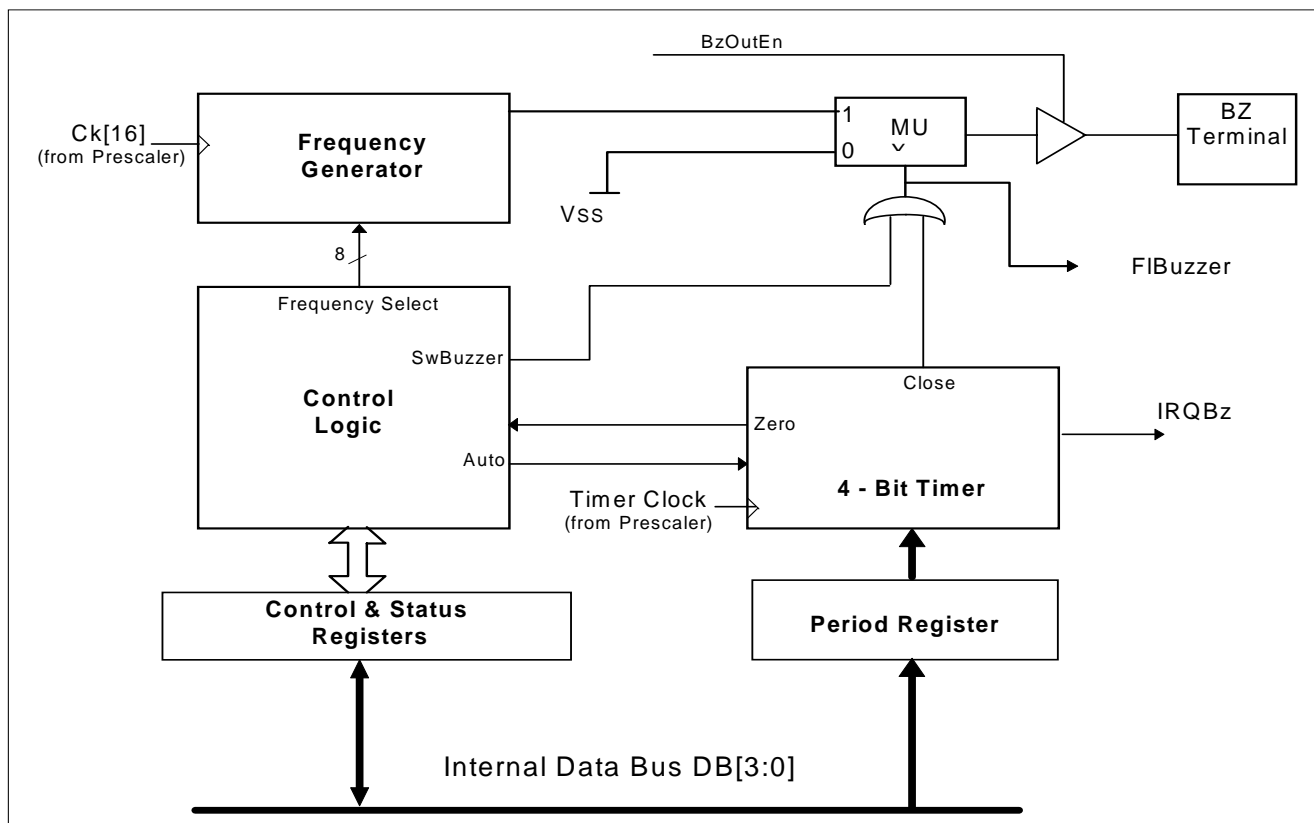 BzOutEn
Ck[16]
(from Prescaler)
Frequency
Generator
1
0
MU
X
BZ
Terminal
Vss
8
FlBuzzer
Frequency Select
SwBuzzer
Control
Logic
Auto
Close
Zero
IRQBz
4 - Bit Timer
Timer Clock
(from Prescaler)
Control & Status
Registers
Period Register
Internal Data Bus DB[3:0]